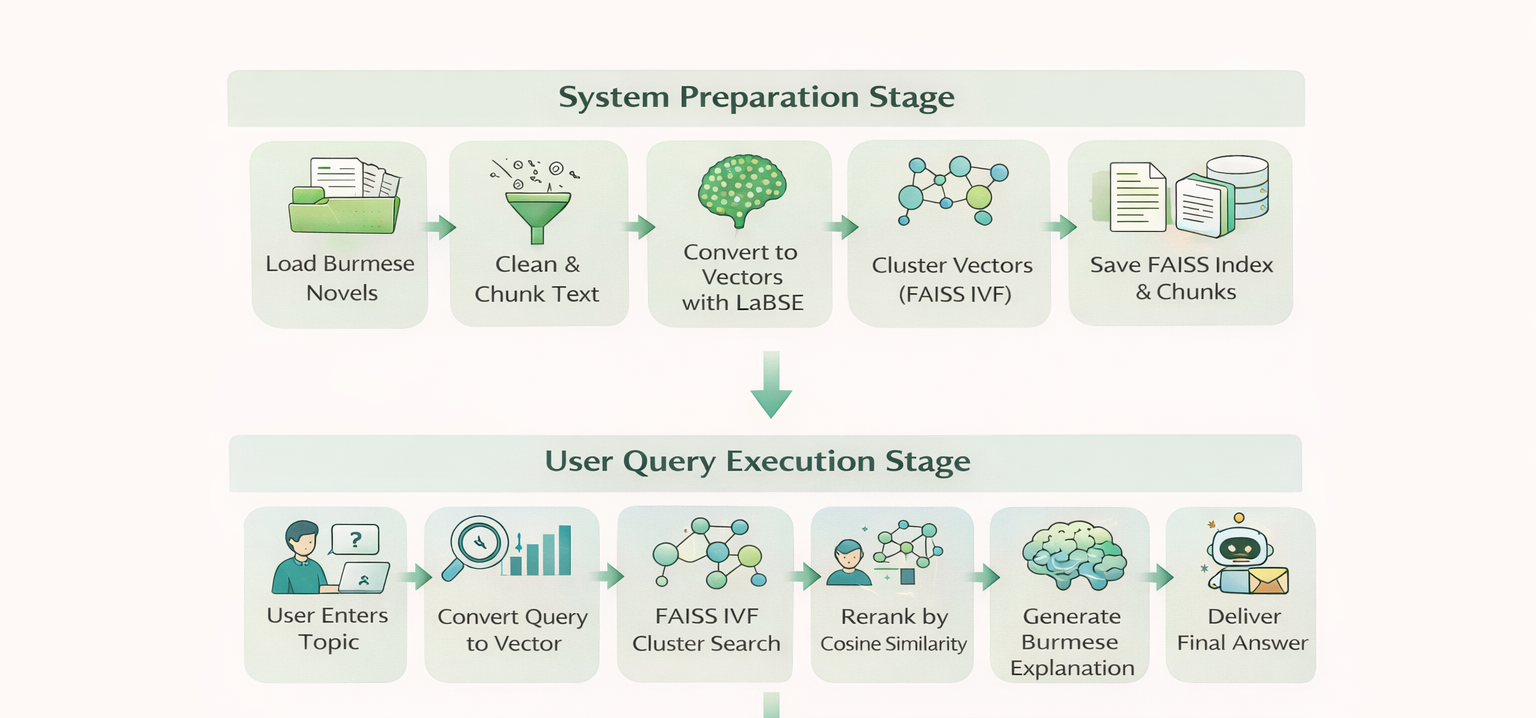 System Preparation Stage
Load Burmese
Novels
Clean &
Chunk Text
Convert to
Vectors
with LaBSE
Cluster Vectors
(FAISS IVF)
Save FAISS Index
& Chunks
User Query Execution Stage
?
User Enters
Topic
Convert Query
to Vector
FAISS IVF
Cluster Search
Rerank by
Cosine Similarity
Generate
Burmese
Explanation
Deliver
Final Answer